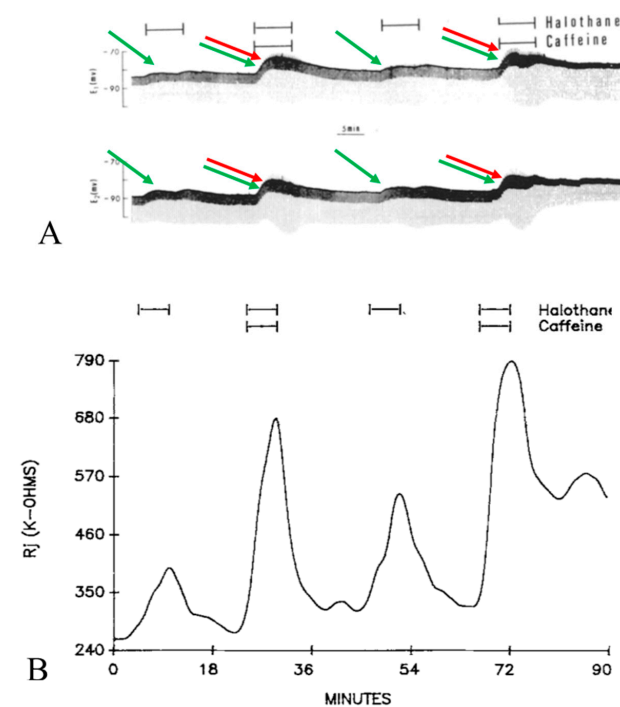 Halothane
Caffeine
-70
E₁(mv)
-90
5min
-70
E₂(mv)
-90
A
Halothane
Caffeine
790
680
570
460
350
240
Rj (K-OHMS)
0 18 36 54 72 90
MINUTES
B